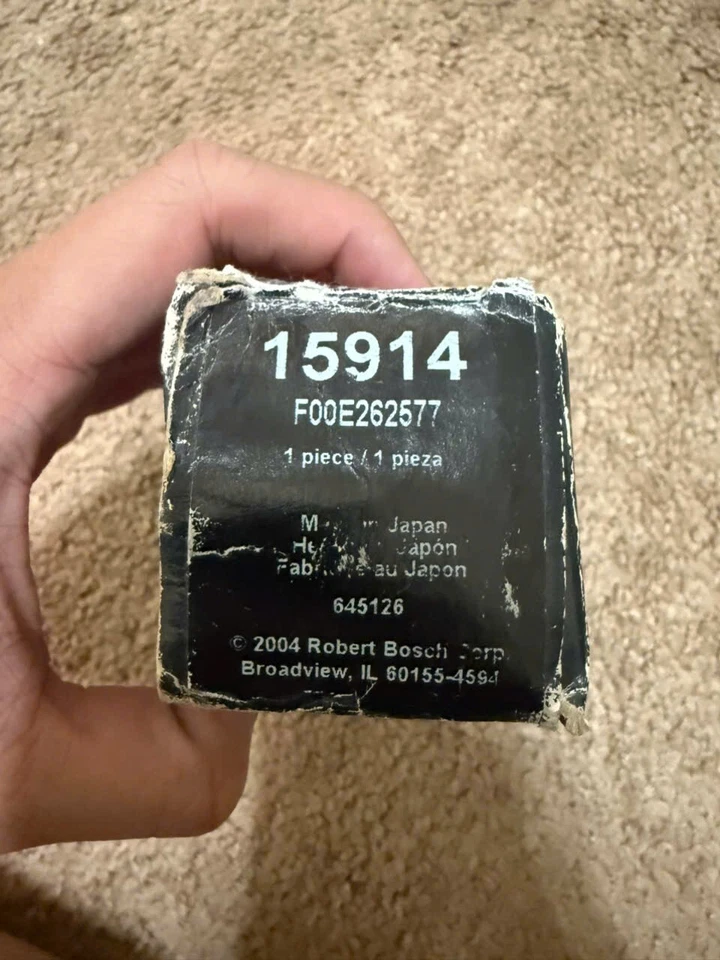 15914
F00E262577
1 piece / 1 pieza
in Japan
Japón
au Japon
645126
© 2004 Robert Bosch Corp.
Broadview, IL 60155-4594